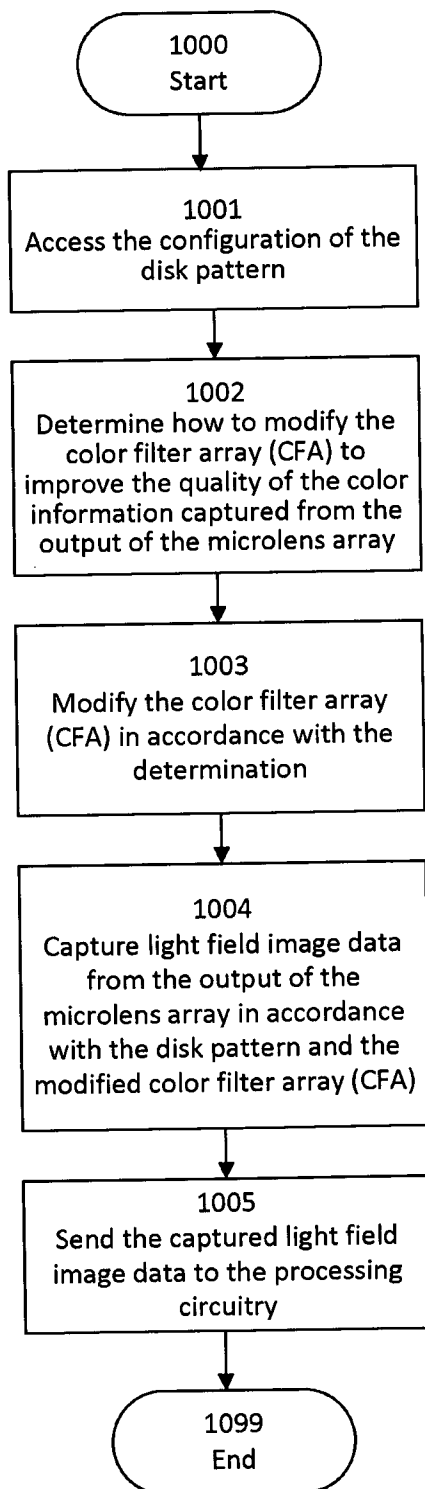 1000
Start
1001
Access the configuration of the
disk pattern
1002
Determine how to modify the
color filter array (CFA) to
improve the quality of the color
information captured from the
output of the microlens array
1003
Modify the color filter array
(CFA) in accordance with the
determination
1004
Capture light field image data
from the output of the
microlens array in accordance
with the disk pattern and the
modified color filter array (CFA)
1005
Send the captured light field
image data to the processing
circuitry
1099
End